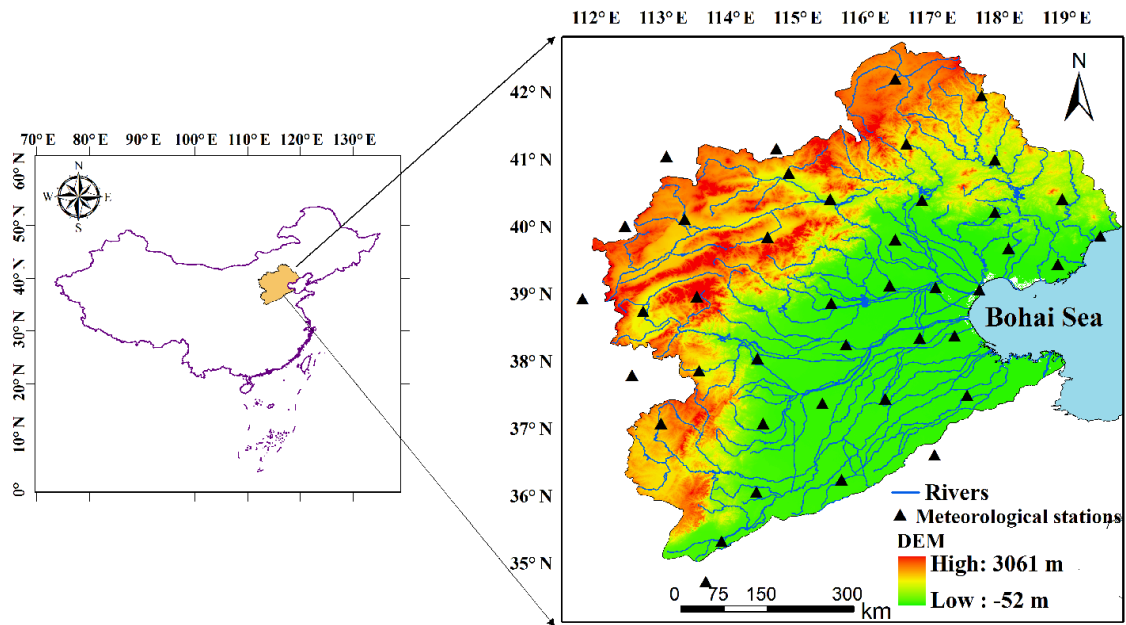 112° E 113° E 114° E 115° E 116° E 117° E 118° E 119° E
N
42° N
41° N
40° N
39° N
38° N
37° N
36° N
35° N
Bohai Sea
Rivers
Meteorological stations
DEM
High: 3061 m
Low : -52 m
0 75 150 300
km
70° E 80° E 90° E 100° E 110° E 120° E 130° E
60° N
50° N
40° N
30° N
20° N
10° N
0°
N
W E
S